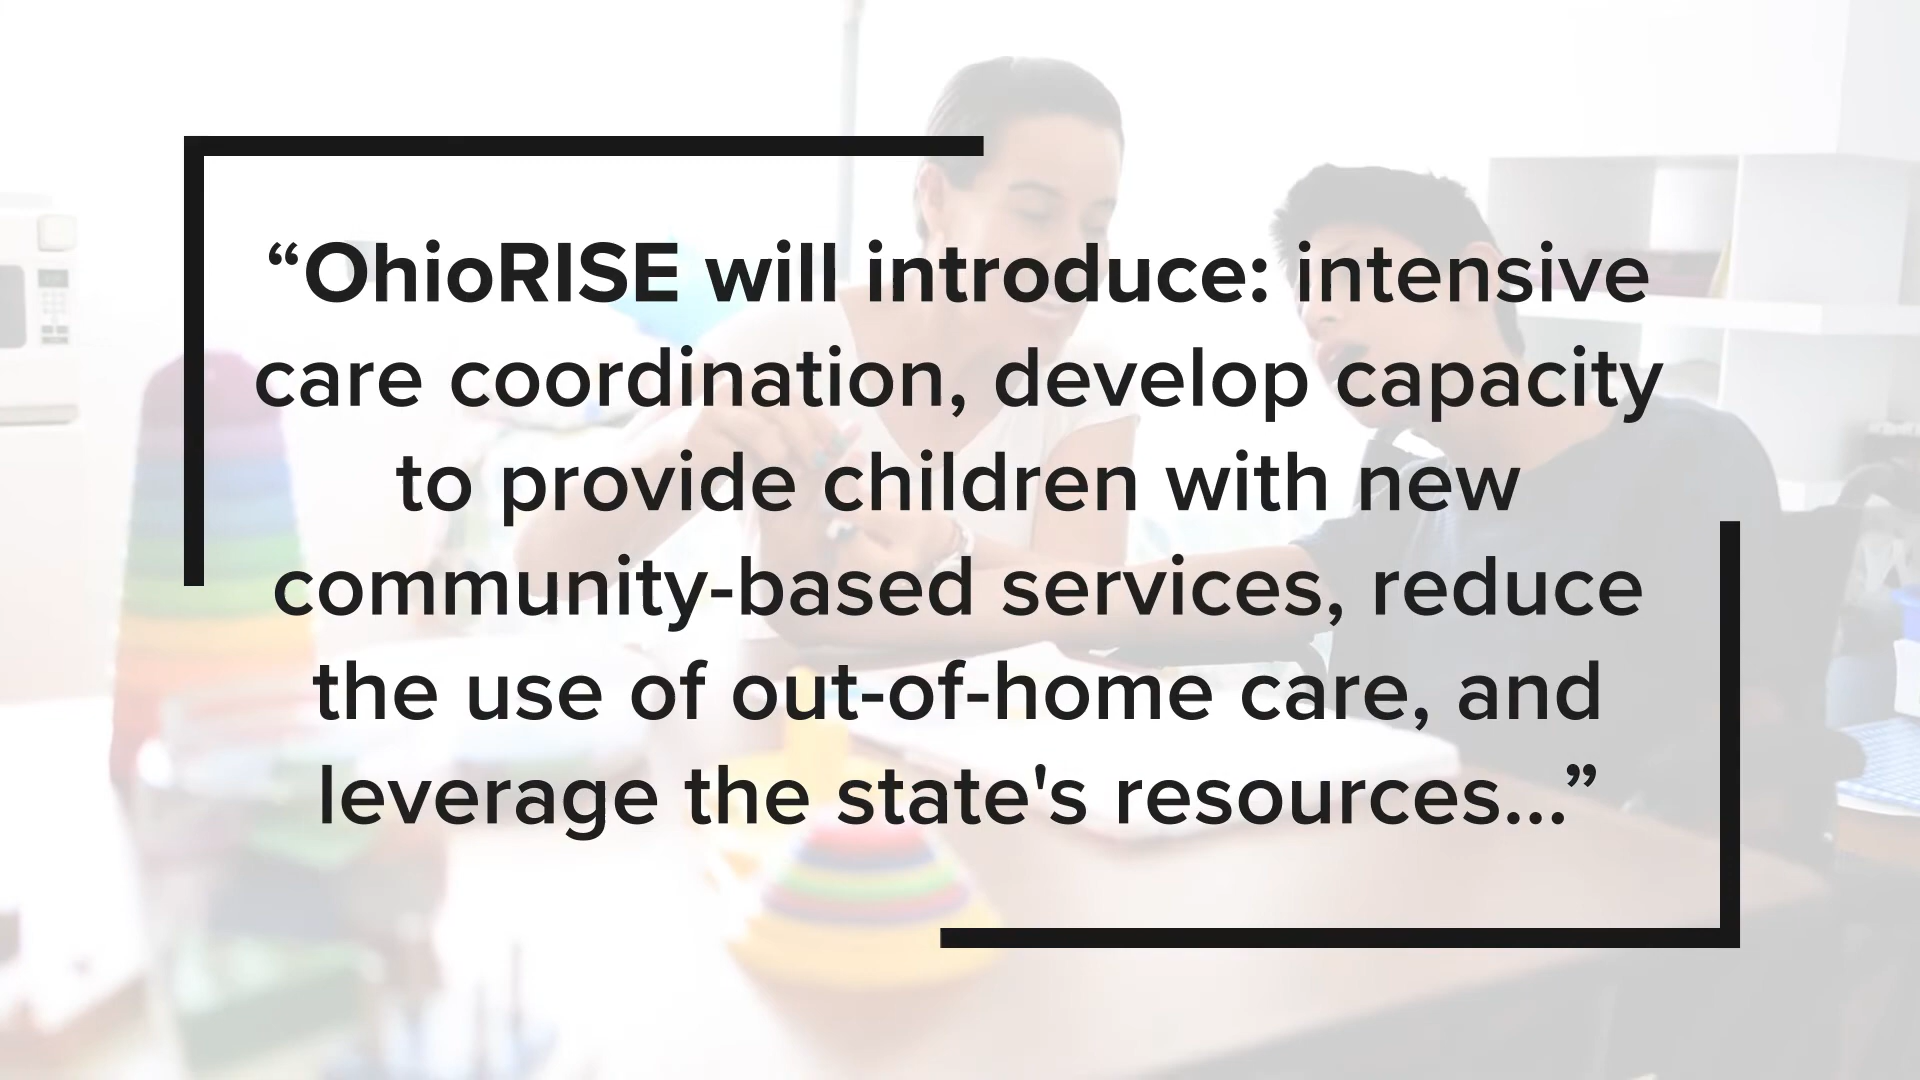 “OhioRISE will introduce: intensive
care coordination, develop capacity
to provide children with new
community-based services, reduce
the use of out-of-home care, and
leverage the state's resources...”